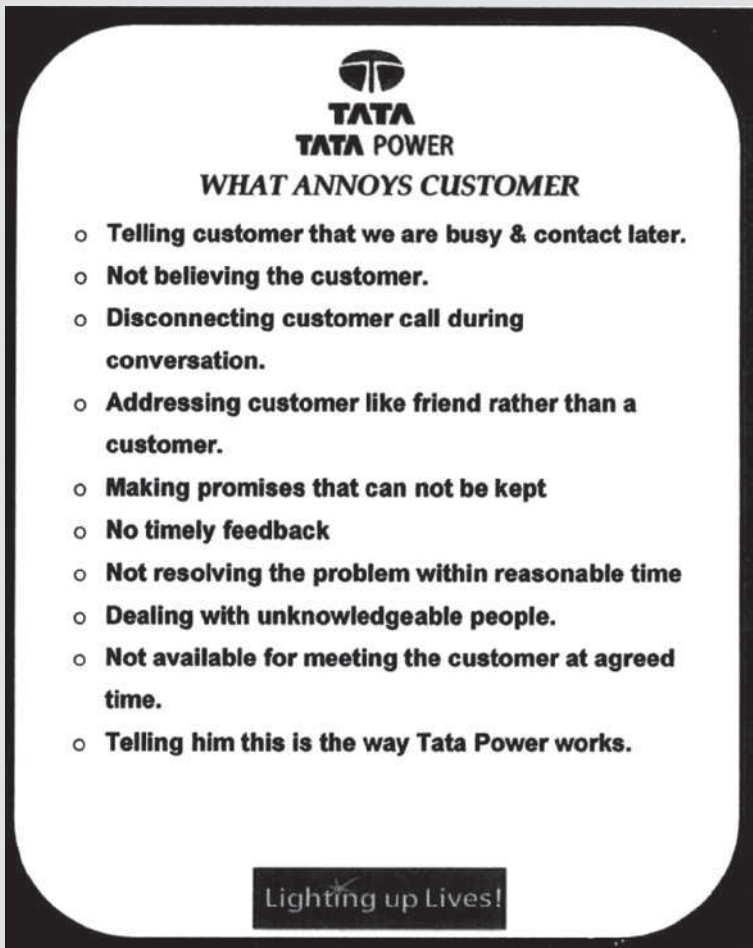 TATA
TATA POWER
WHAT ANNOYS CUSTOMER
o Telling customer that we are busy & contact later.
o Not believing the customer.
o Disconnecting customer call during
conversation.
o Addressing customer like friend rather than a
customer.
o Making promises that can not be kept
o No timely feedback
o Not resolving the problem within reasonable time
o Dealing with unknowledgeable people.
o Not available for meeting the customer at agreed
time.
o Telling him this is the way Tata Power works.
Lighting up Lives!